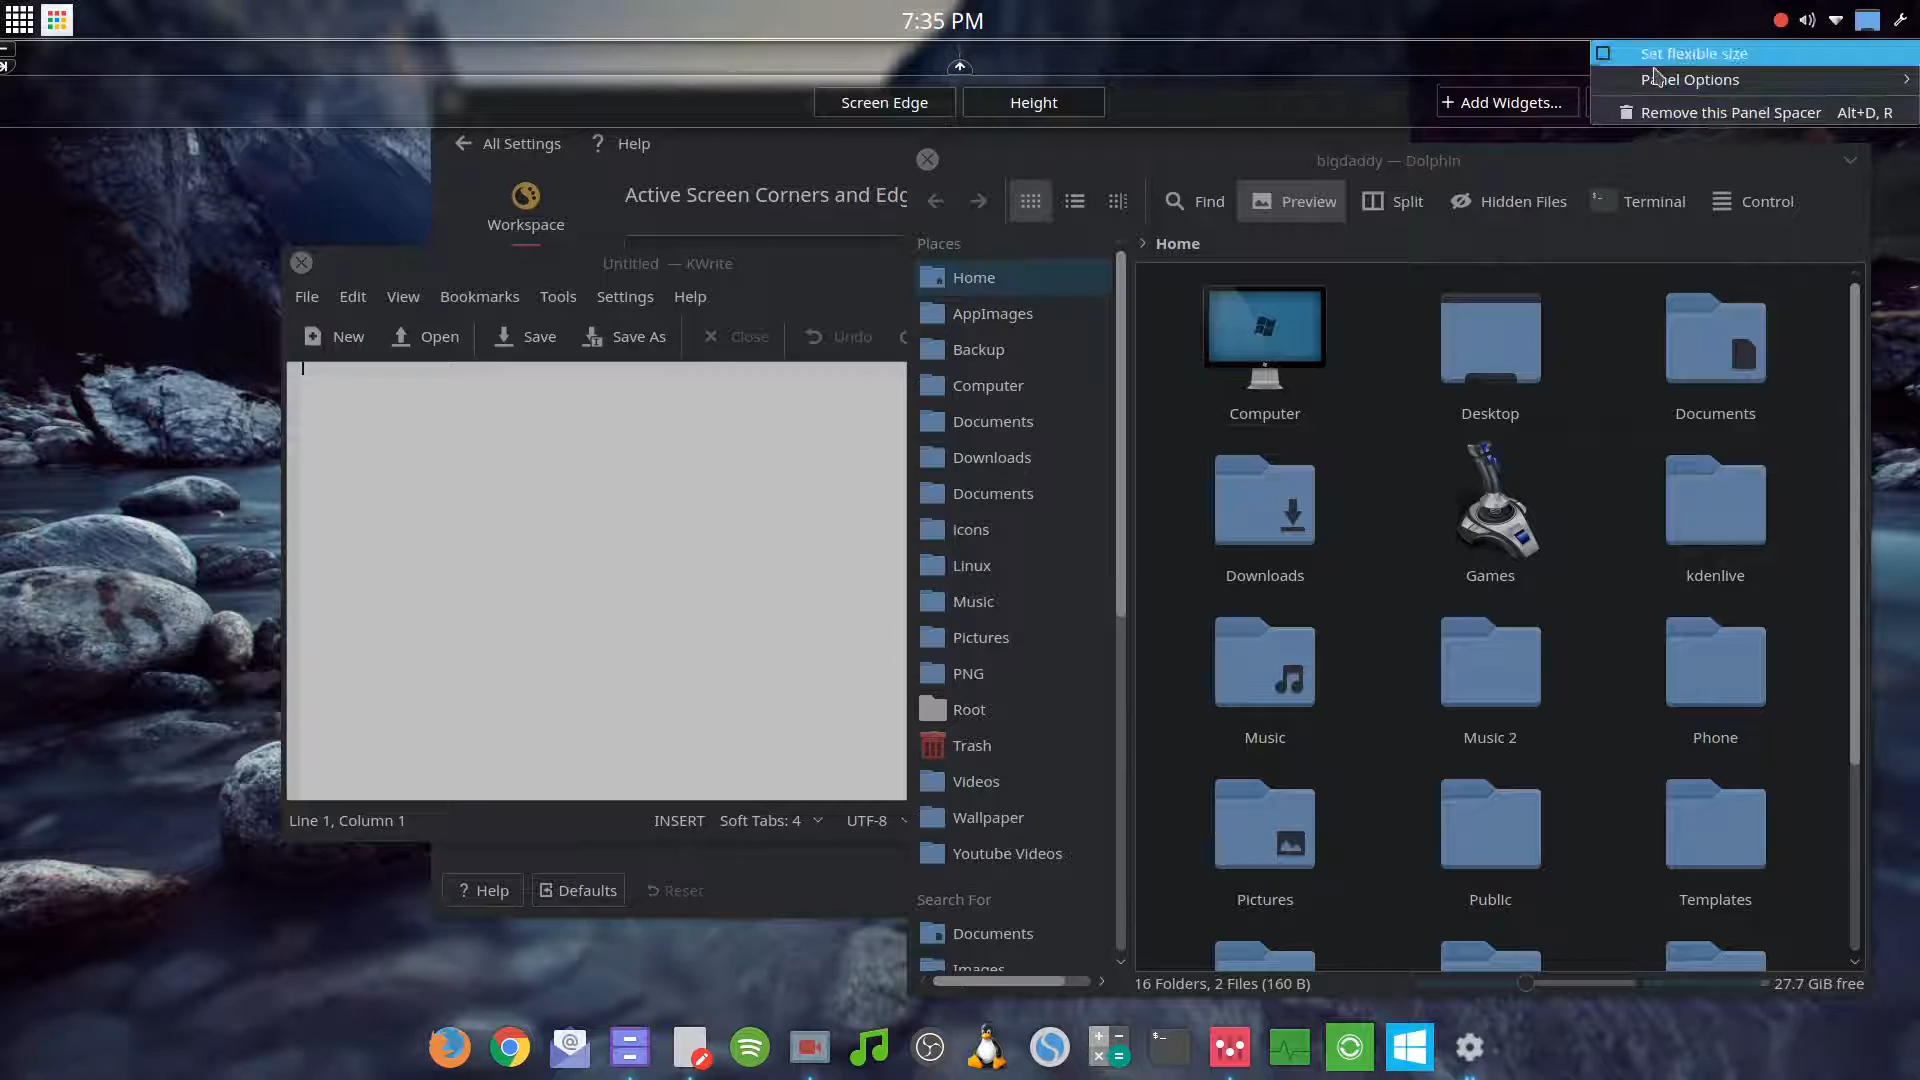 7:35 PM
Set flexible size
Panel Options
Remove this Panel Spacer Alt+D, R
Screen Edge
Height
+ Add Widgets...
All Settings
? Help
Workspace
Active Screen Corners and Edg
Untitled — KWrite
File Edit View Bookmarks Tools Settings Help
New Open Save Save As Close Undo
Line 1, Column 1
INSERT Soft Tabs: 4 UTF-8
? Help
Defaults
Reset
bigdaddy — Dolphin
Find Preview Split Hidden Files Terminal Control
Places
Home
AppImages
Backup
Computer
Documents
Downloads
Documents
icons
Linux
Music
Pictures
PNG
Root
Trash
Videos
Wallpaper
Youtube Videos
Search For
Documents
Images
> Home
Computer
Desktop
Documents
Downloads
Games
kdenlive
Music
Music 2
Phone
Pictures
Public
Templates
16 Folders, 2 Files (160 B)
27.7 GiB free